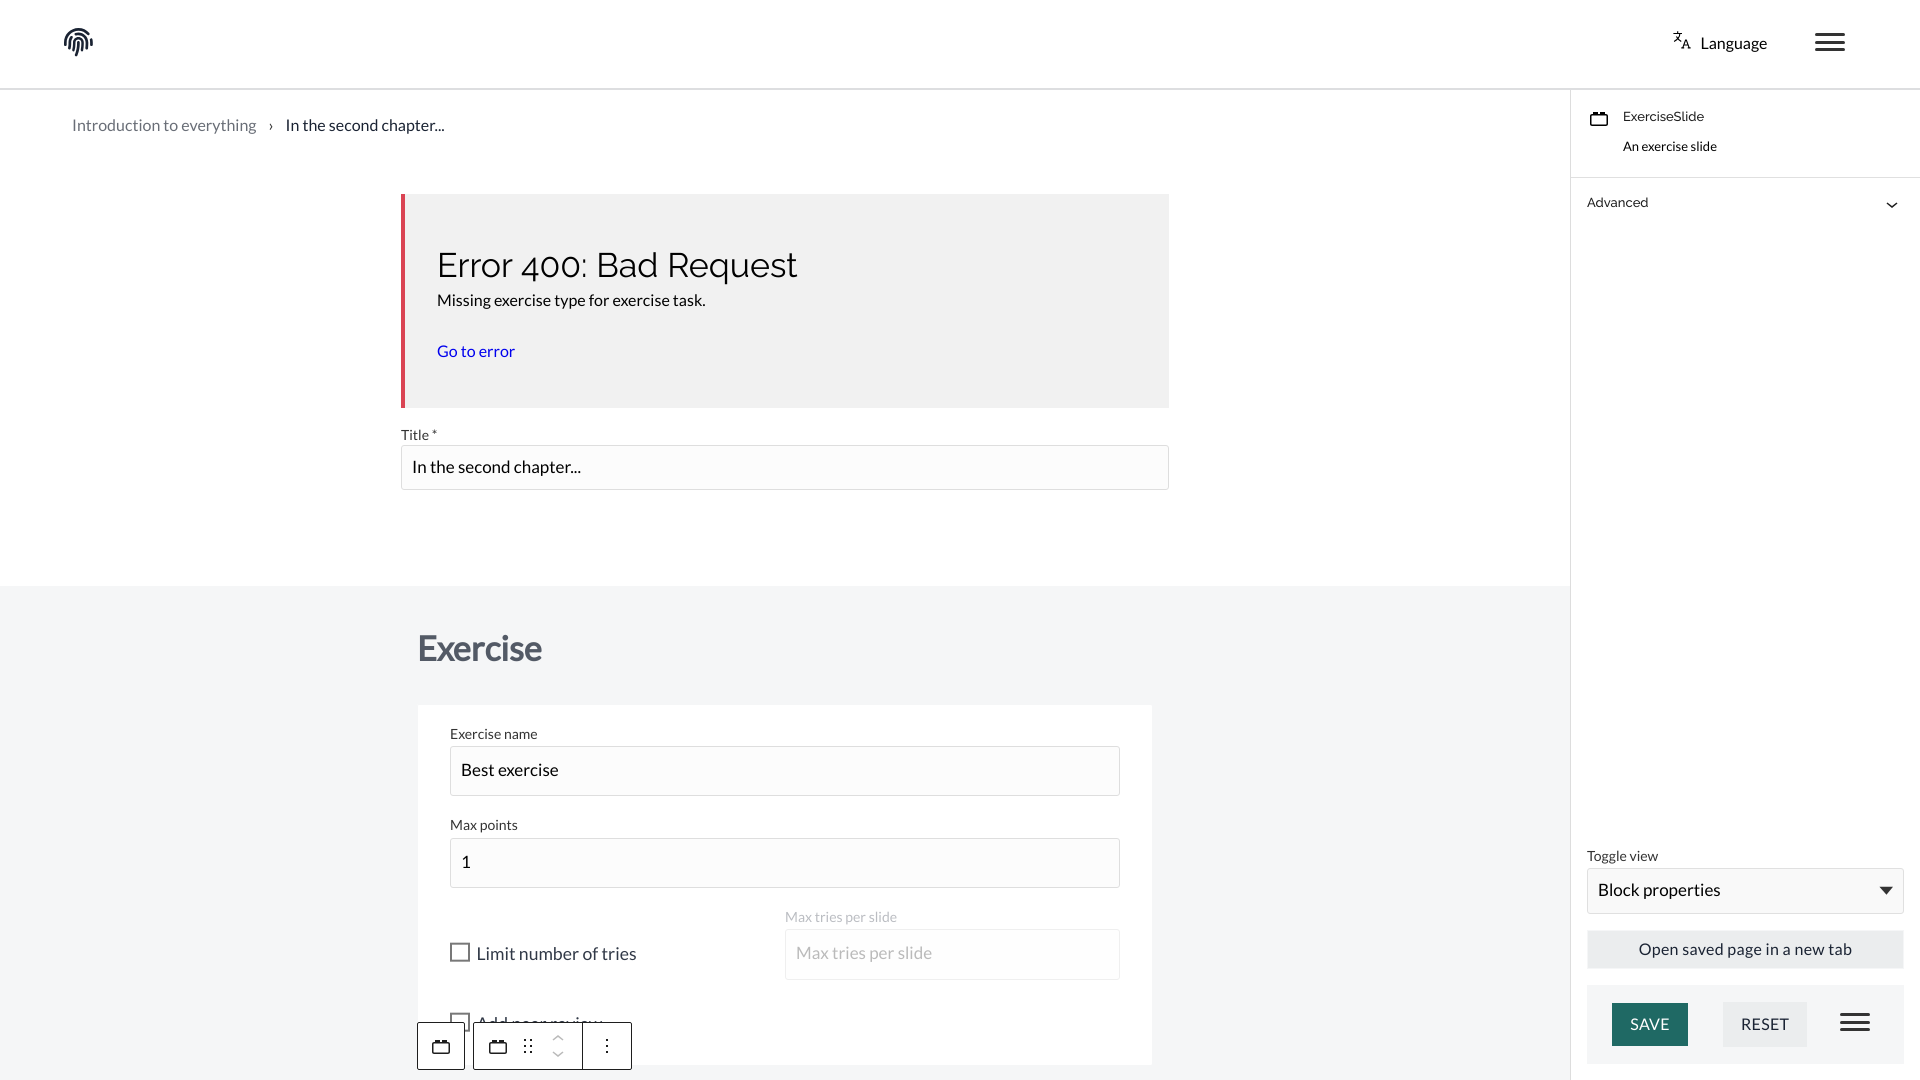 Language
Introduction to everything › In the second chapter...
Error 400: Bad Request
Missing exercise type for exercise task.
Go to error
Title *
In the second chapter...
Exercise
Exercise name
Best exercise
Max points
1
Limit number of tries
Max tries per slide
Max tries per slide
Add peer review
ExerciseSlide
An exercise slide
Advanced
Toggle view
Block properties
Open saved page in a new tab
SAVE
RESET